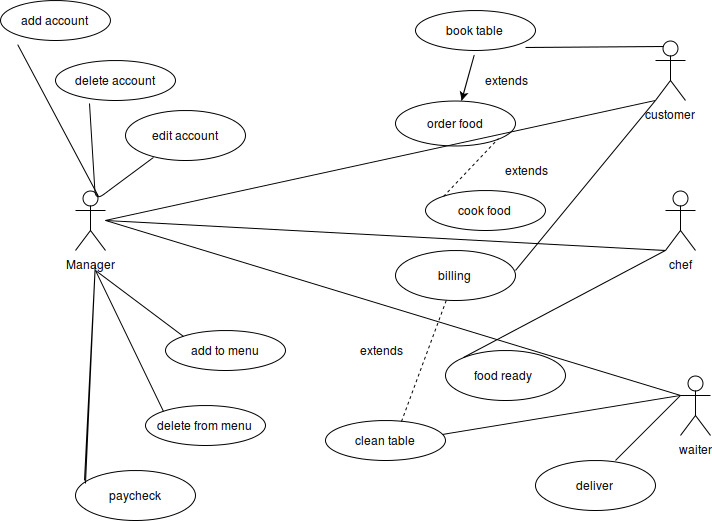 add account
book table
delete account
extends
customer
order food
edit account
extends
cook food
Manager
chef
billing
add to menu
extends
food ready
delete from menu
clean table
waiter
deliver
paycheck